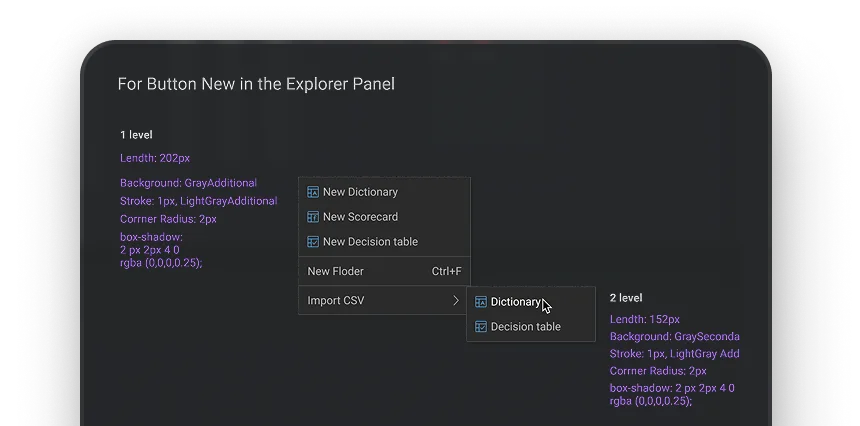 For Button New in the Explorer Panel
1 level
Lendth: 202px
Background: GrayAdditional
Stroke: 1px, LightGrayAdditional
Corrner Radius: 2px
box-shadow:
2 px 2px 4 0
rgba (0,0,0,0.25);
New Dictionary
New Scorecard
New Decision table
New Floder Ctrl+F
Import CSV
Dictionary
Decision table
2 level
Lendth: 152px
Background: GraySeconda
Stroke: 1px, LightGray Add
Corrner Radius: 2px
box-shadow: 2 px 2px 4 0
rgba (0,0,0,0.25);